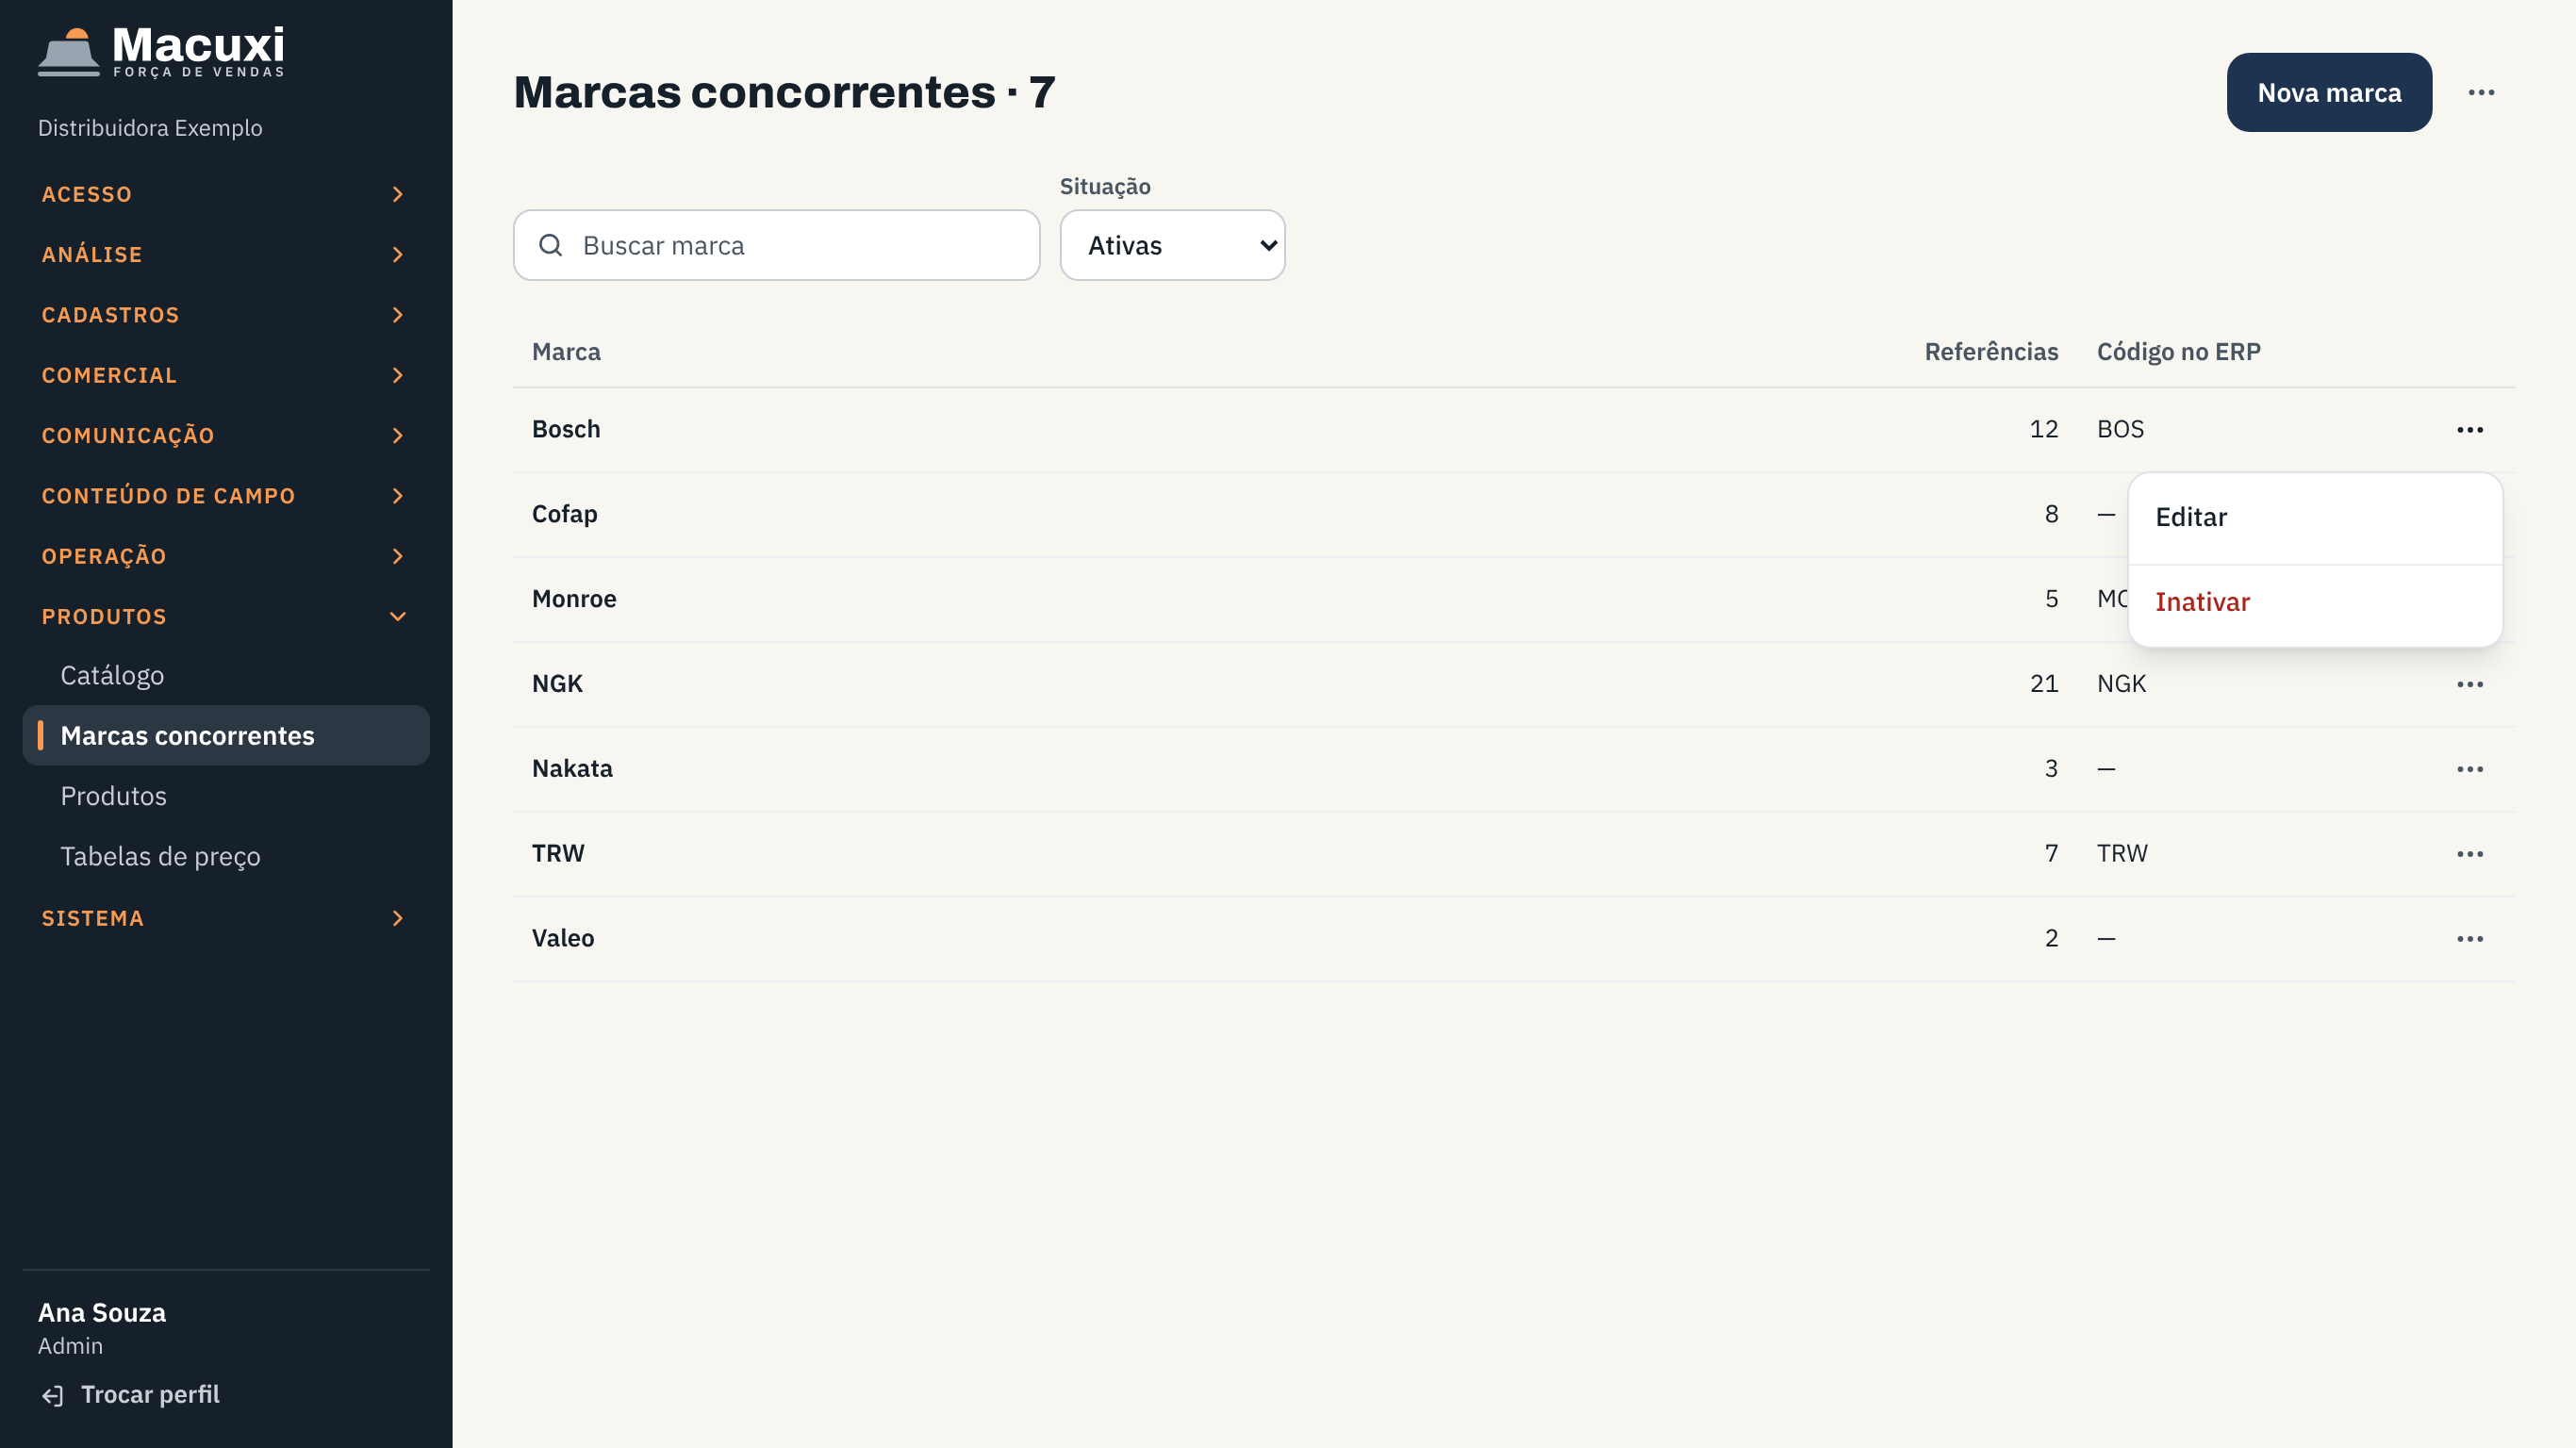 Macuxi
FORÇA DE VENDAS
Distribuidora Exemplo
ACESSO
ANÁLISE
CADASTROS
COMERCIAL
COMUNICAÇÃO
CONTEÚDO DE CAMPO
OPERAÇÃO
PRODUTOS
Catálogo
Marcas concorrentes
Produtos
Tabelas de preço
SISTEMA
Ana Souza
Admin
Trocar perfil
Marcas concorrentes · 7
Nova marca
Situação
Buscar marca
Ativas
Marca Referências Código no ERP
Bosch 12 BOS
Cofap 8 —
Monroe 5
NGK 21 NGK
Nakata 3 —
TRW 7 TRW
Valeo 2 —
Editar
Inativar